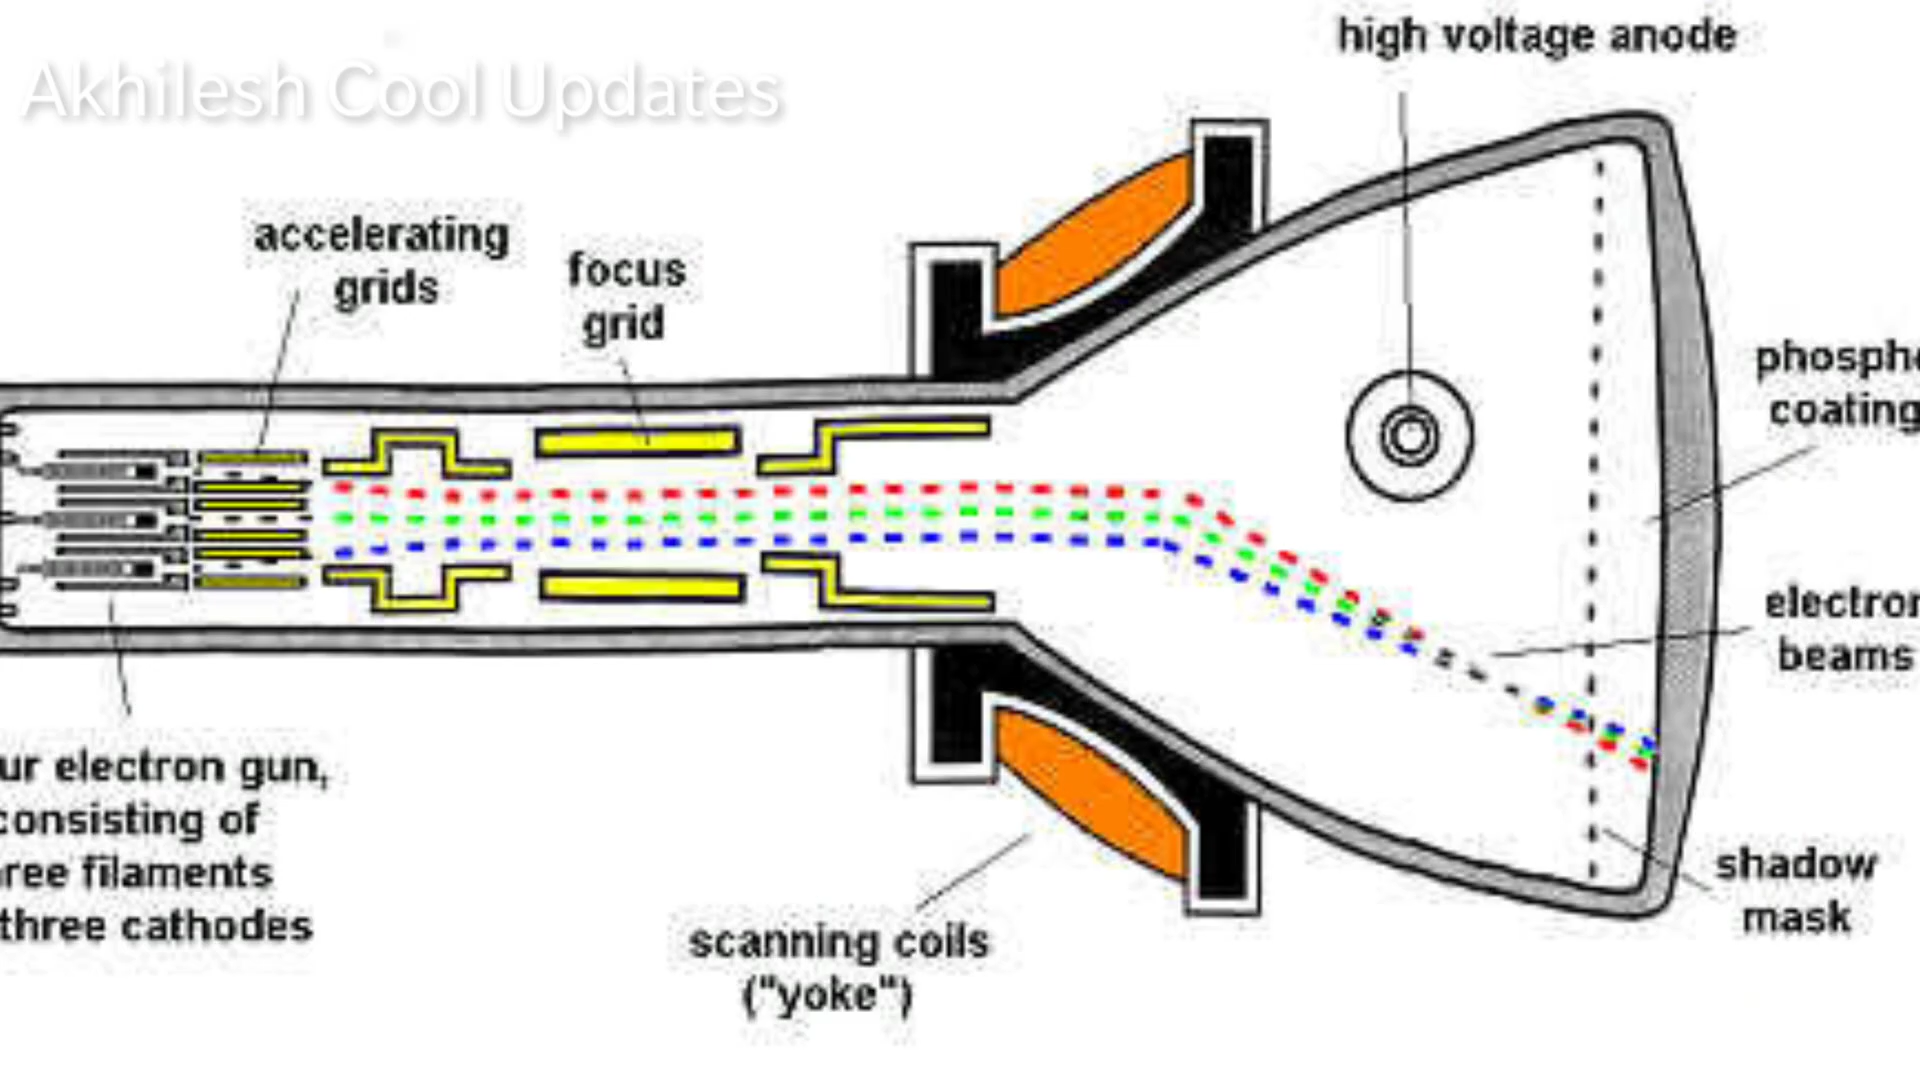 high voltage anode
Akhilesh Cool Updates
accelerating
grids
focus
grid
phospho
coating
electron
beams
ur electron gun,
consisting of
ree filaments
three cathodes
shadow
mask
scanning coils
("yoke")